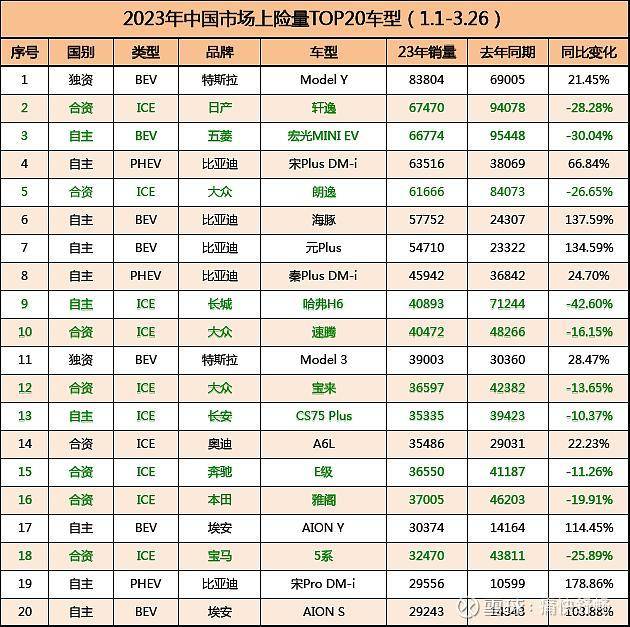 2023年中国市场上险量TOP20车型（1.1-3.26）
序号 国别 类型 品牌 车型 23年销量 去年同期 同比变化
1 独资 BEV 特斯拉 Model Y 83804 69005 21.45%
2 合资 ICE 日产 轩逸 67470 94078 -28.28%
3 自主 BEV 五菱 宏光MINI EV 66774 95448 -30.04%
4 自主 PHEV 比亚迪 宋Plus DM-i 63516 38069 66.84%
5 合资 ICE 大众 朗逸 61666 84073 -26.65%
6 自主 BEV 比亚迪 海豚 57752 24307 137.59%
7 自主 BEV 比亚迪 元Plus 54710 23322 134.59%
8 自主 PHEV 比亚迪 秦Plus DM-i 45942 36842 24.70%
9 自主 ICE 长城 哈弗H6 40893 71244 -42.60%
10 合资 ICE 大众 速腾 40472 48266 -16.15%
11 独资 BEV 特斯拉 Model 3 39003 30360 28.47%
12 合资 ICE 大众 宝来 36597 42382 -13.65%
13 自主 ICE 长安 CS75 Plus 35335 39423 -10.37%
14 合资 ICE 奥迪 A6L 35486 29031 22.23%
15 合资 ICE 奔驰 E级 36550 41187 -11.26%
16 合资 ICE 本田 雅阁 37005 46203 -19.91%
17 自主 BEV 埃安 AION Y 30374 14164 114.45%
18 合资 ICE 宝马 5系 32470 43811 -25.89%
19 自主 PHEV 比亚迪 宋Pro DM-i 29556 10599 178.86%
20 自主 BEV 埃安 AION S 29243 14343 103.88%